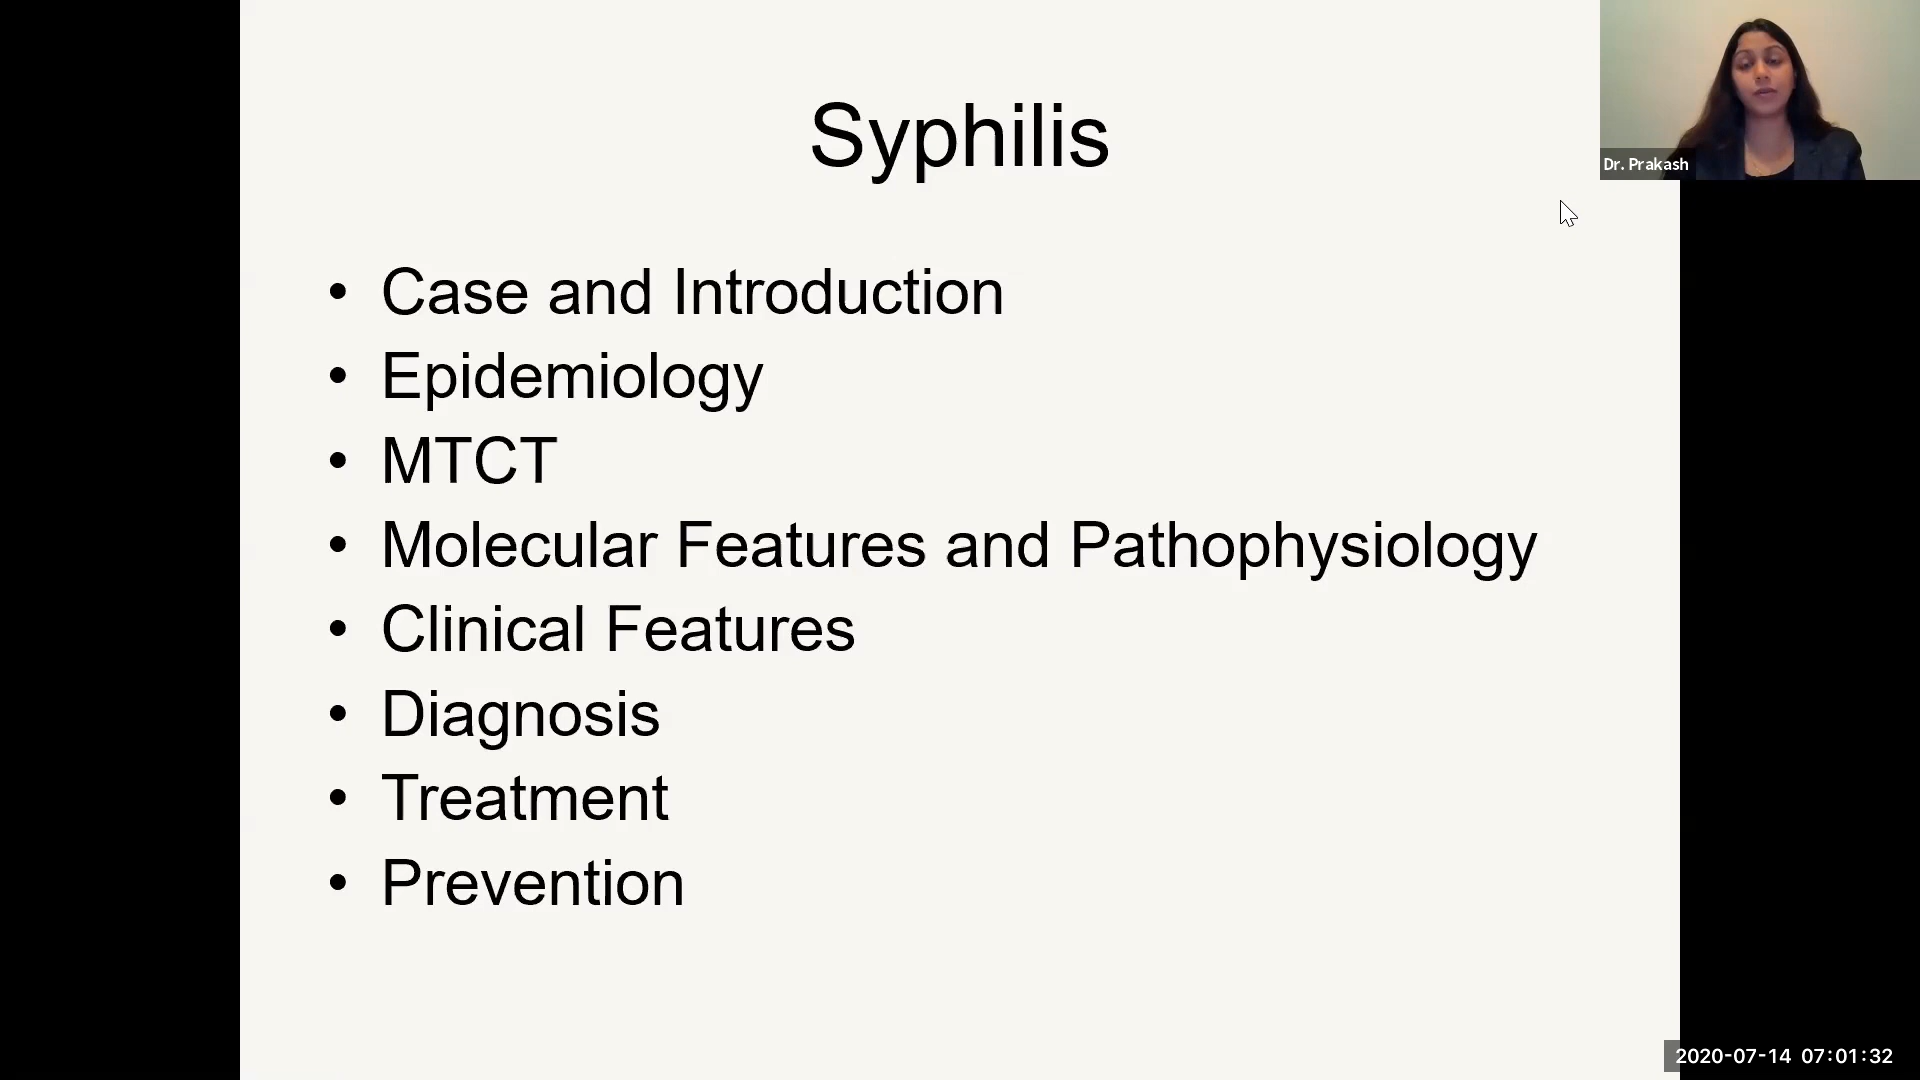 Syphilis
Dr. Prakash
• Case and Introduction
• Epidemiology
• MTCT
• Molecular Features and Pathophysiology
• Clinical Features
• Diagnosis
• Treatment
• Prevention
2020-07-14 07:01:32